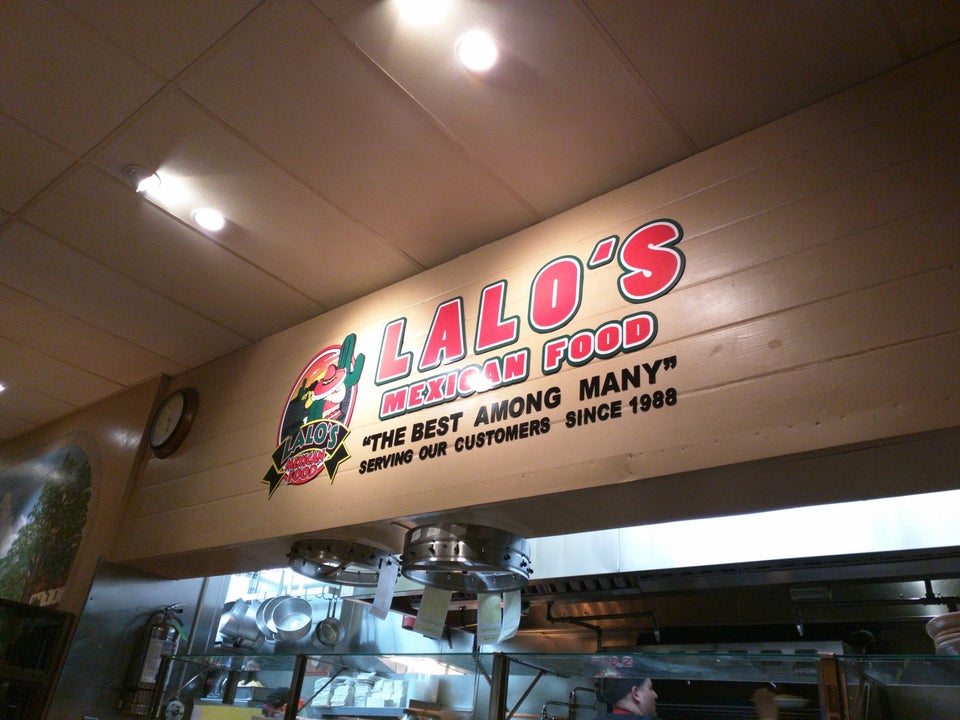 LALO'S
MEXICAN FOOD
"THE BEST AMONG MANY"
SERVING OUR CUSTOMERS SINCE 1988
LALO'S
MEXICAN
FOOD